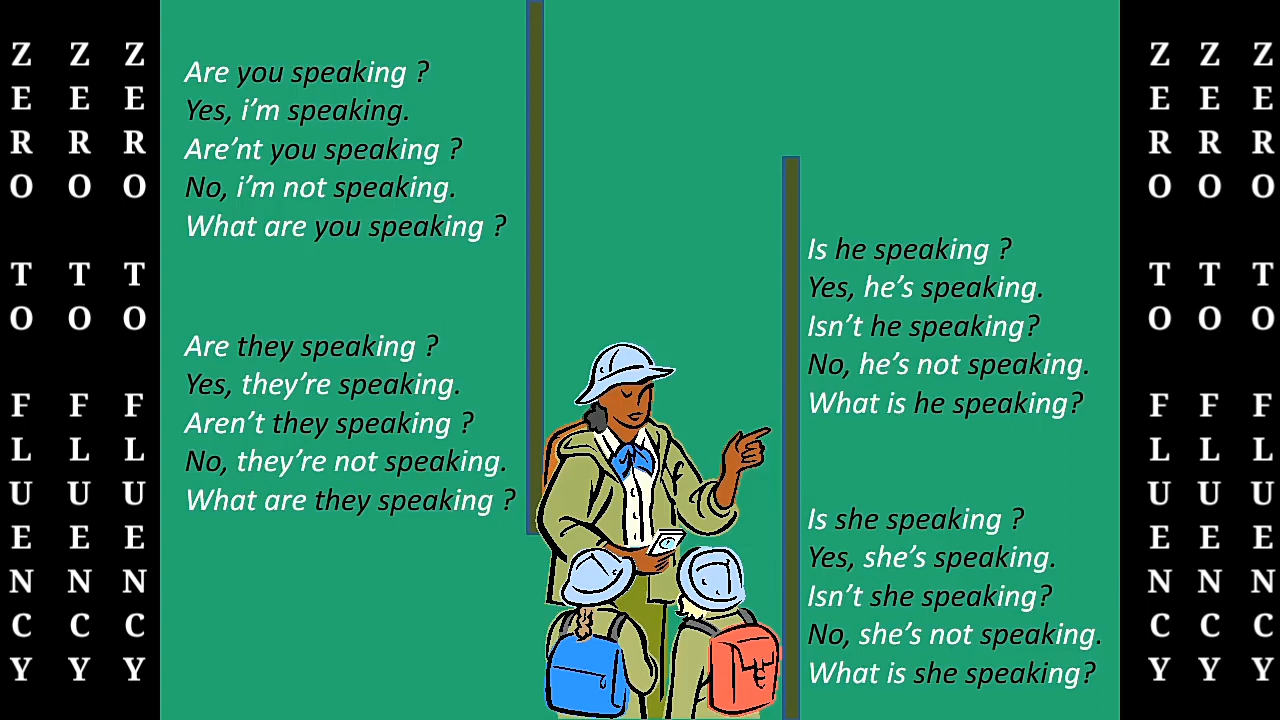 ZERO TO FLUENCY
ZERO TO FLUENCY
ZERO TO FLUENCY
Are you speaking ?
Yes, i’m speaking.
Are’nt you speaking ?
No, i’m not speaking.
What are you speaking ?
Are they speaking ?
Yes, they’re speaking.
Aren’t they speaking ?
No, they’re not speaking.
What are they speaking ?
Is he speaking ?
Yes, he’s speaking.
Isn’t he speaking?
No, he’s not speaking.
What is he speaking?
Is she speaking ?
Yes, she’s speaking.
Isn’t she speaking?
No, she’s not speaking.
What is she speaking?
ZERO TO FLUENCY
ZERO TO FLUENCY
ZERO TO FLUENCY